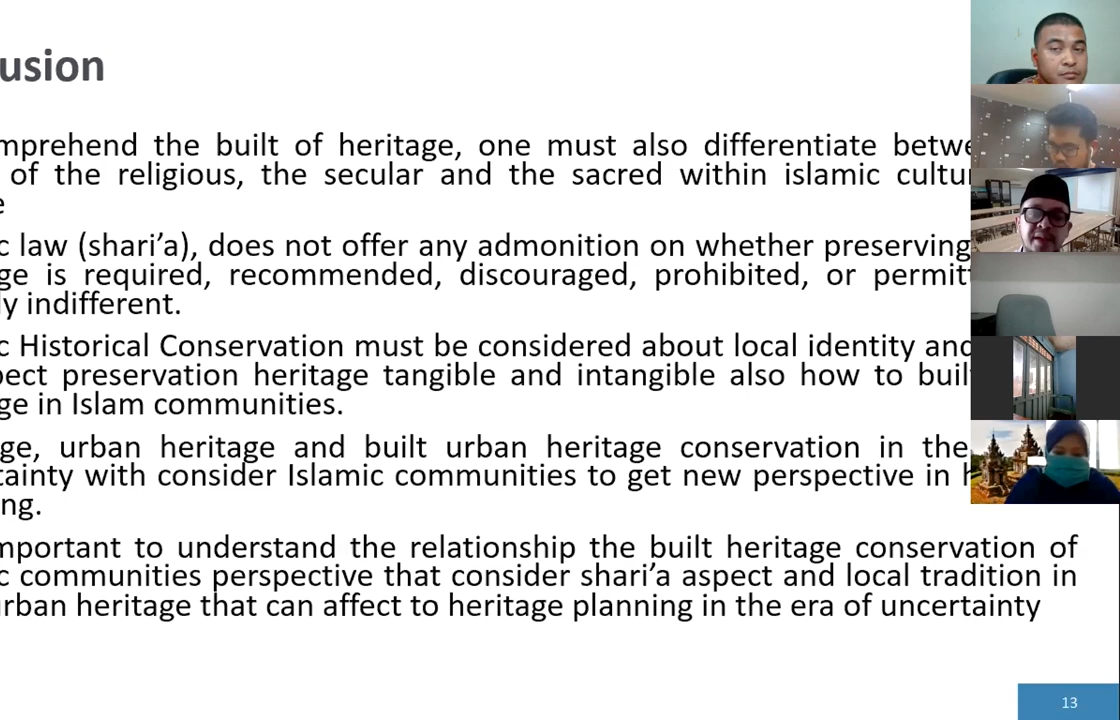 usion
mprehend the built of heritage, one must also differentiate betwe
of the religious, the secular and the sacred within islamic cultur
e
c law (shari’a), does not offer any admonition on whether preserving
ge is required, recommended, discouraged, prohibited, or permitt
ly indifferent.
c Historical Conservation must be considered about local identity and
pect preservation heritage tangible and intangible also how to buil
ge in Islam communities.
ge, urban heritage and built urban heritage conservation in the
tainty with consider Islamic communities to get new perspective in h
ng.
mportant to understand the relationship the built heritage conservation of
c communities perspective that consider shari’a aspect and local tradition in
urban heritage that can affect to heritage planning in the era of uncertainty
13